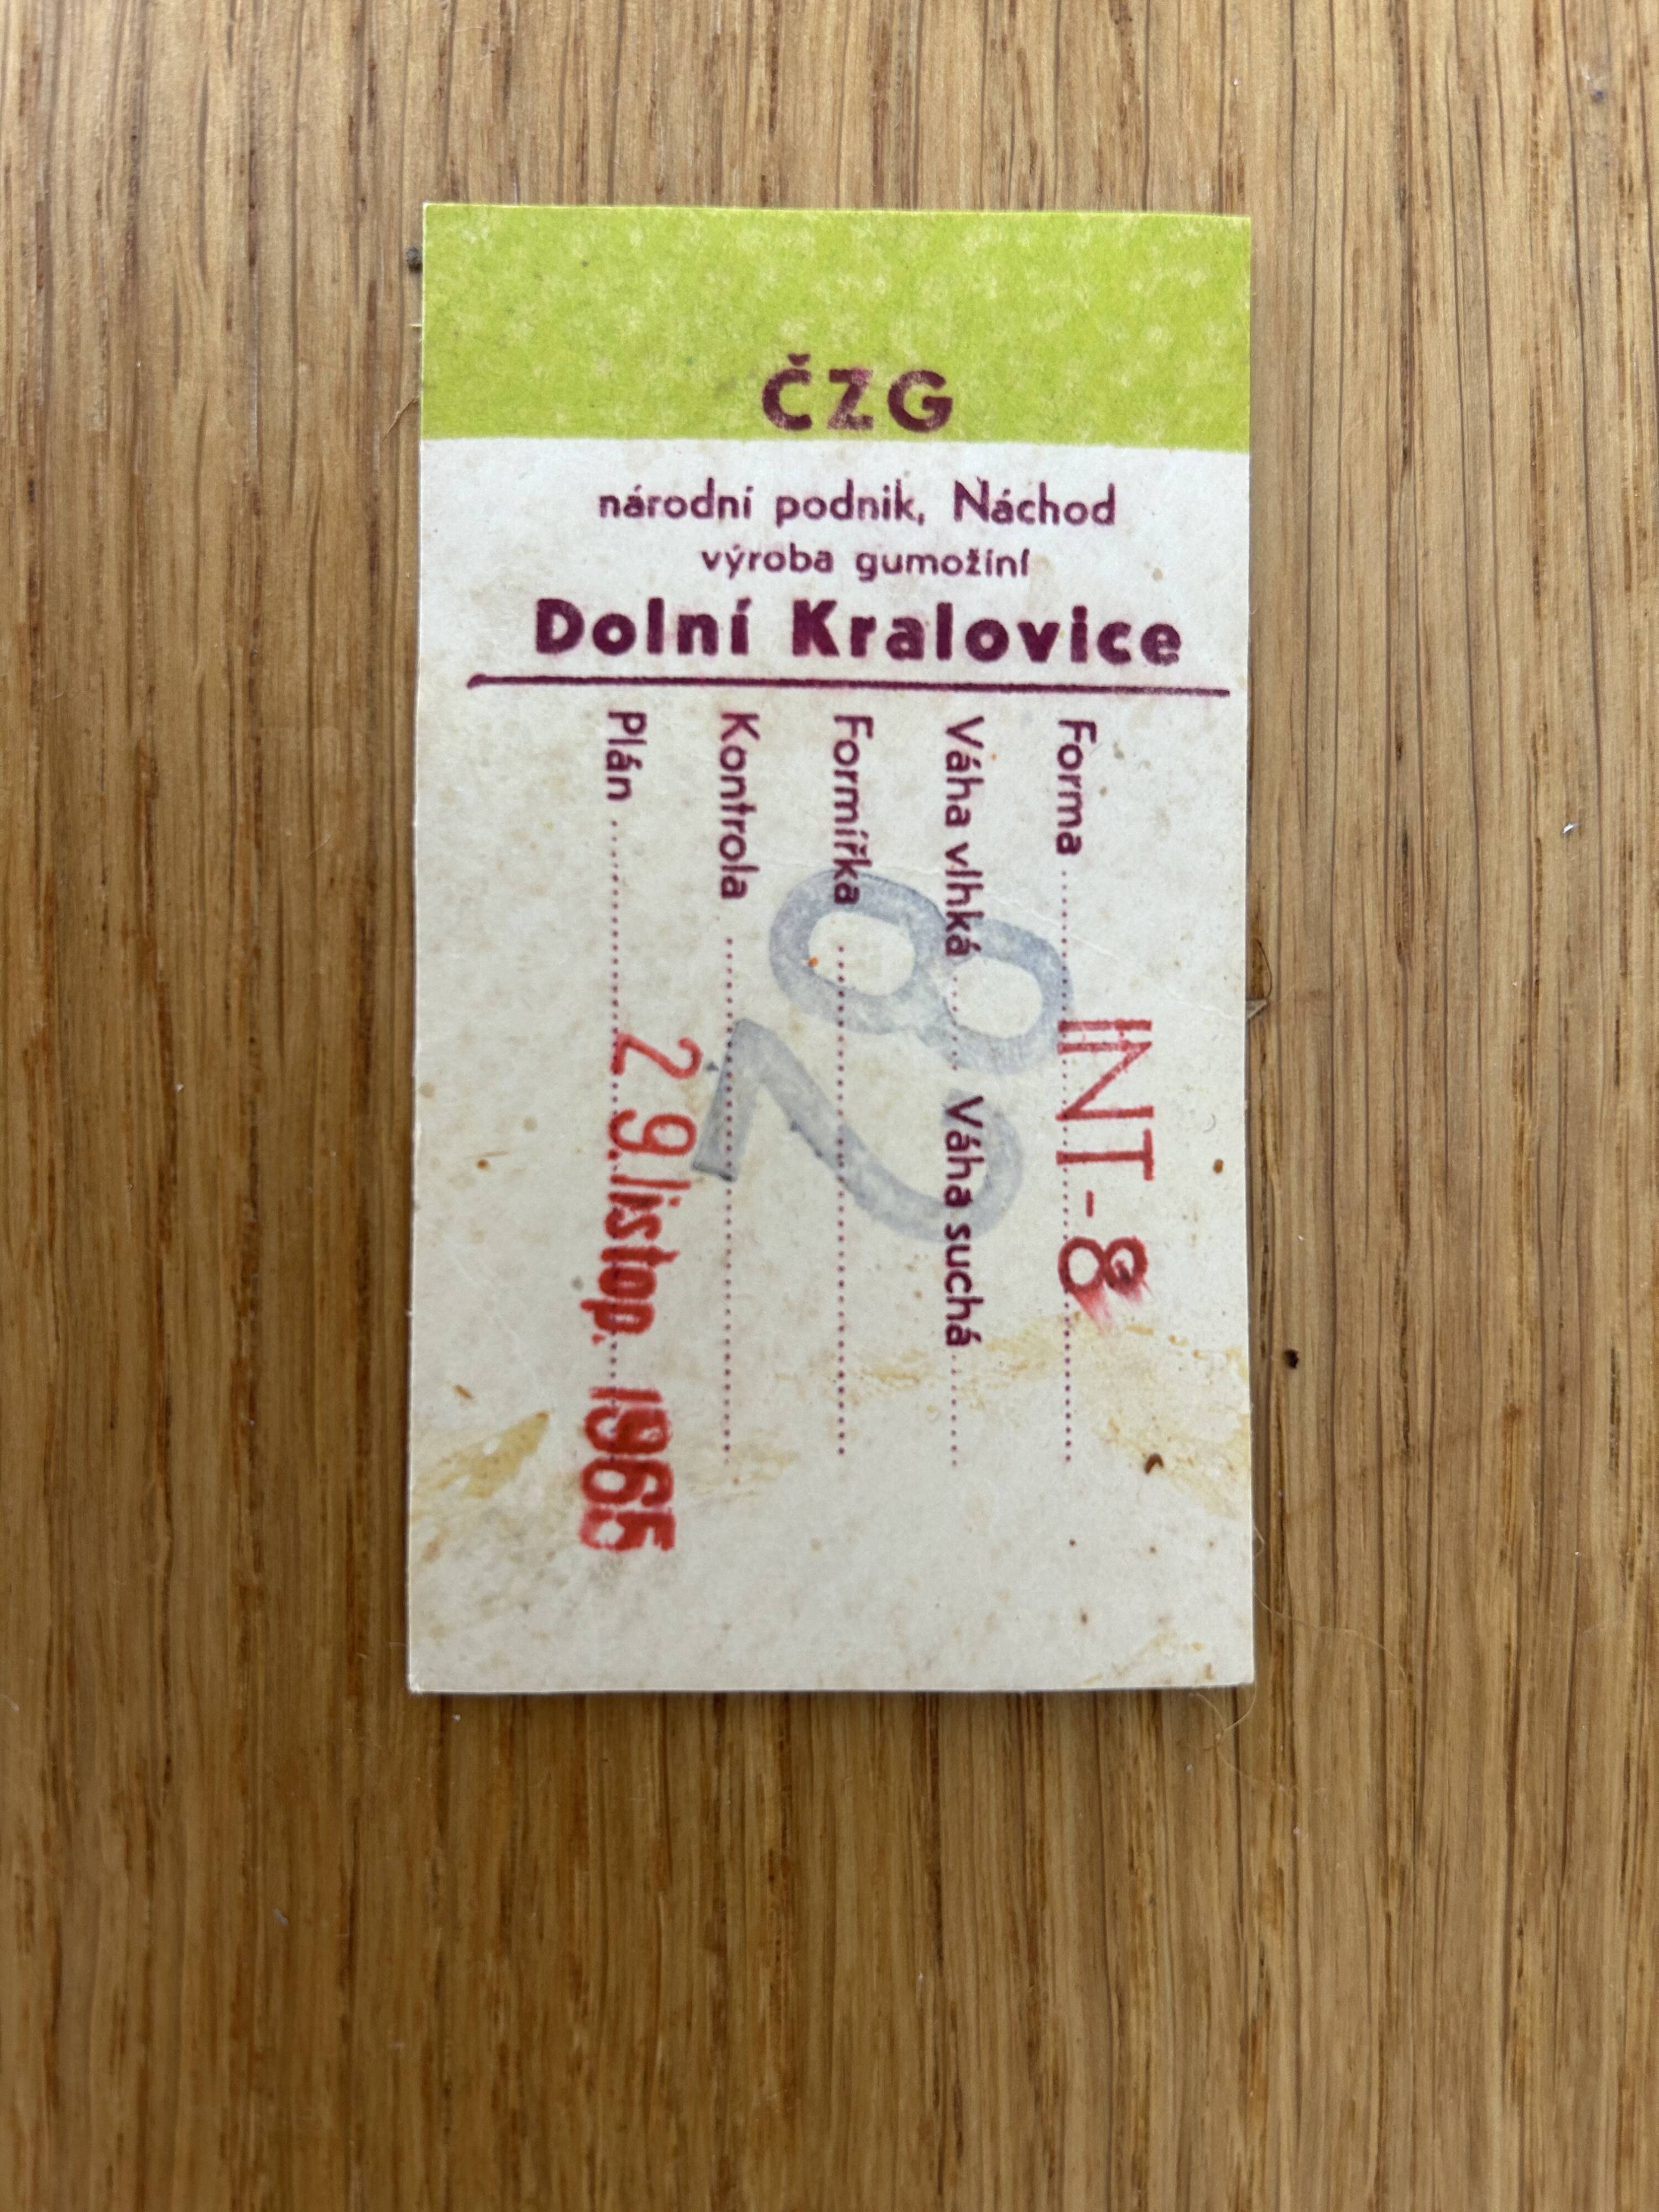 ČZG
národní podnik, Náchod
výroba gumožíní
Dolní Kralovice
Forma INT-8
Váha vlhká Váha suchá
Formířka
Kontrola
Plán 29. listop. 1965
82